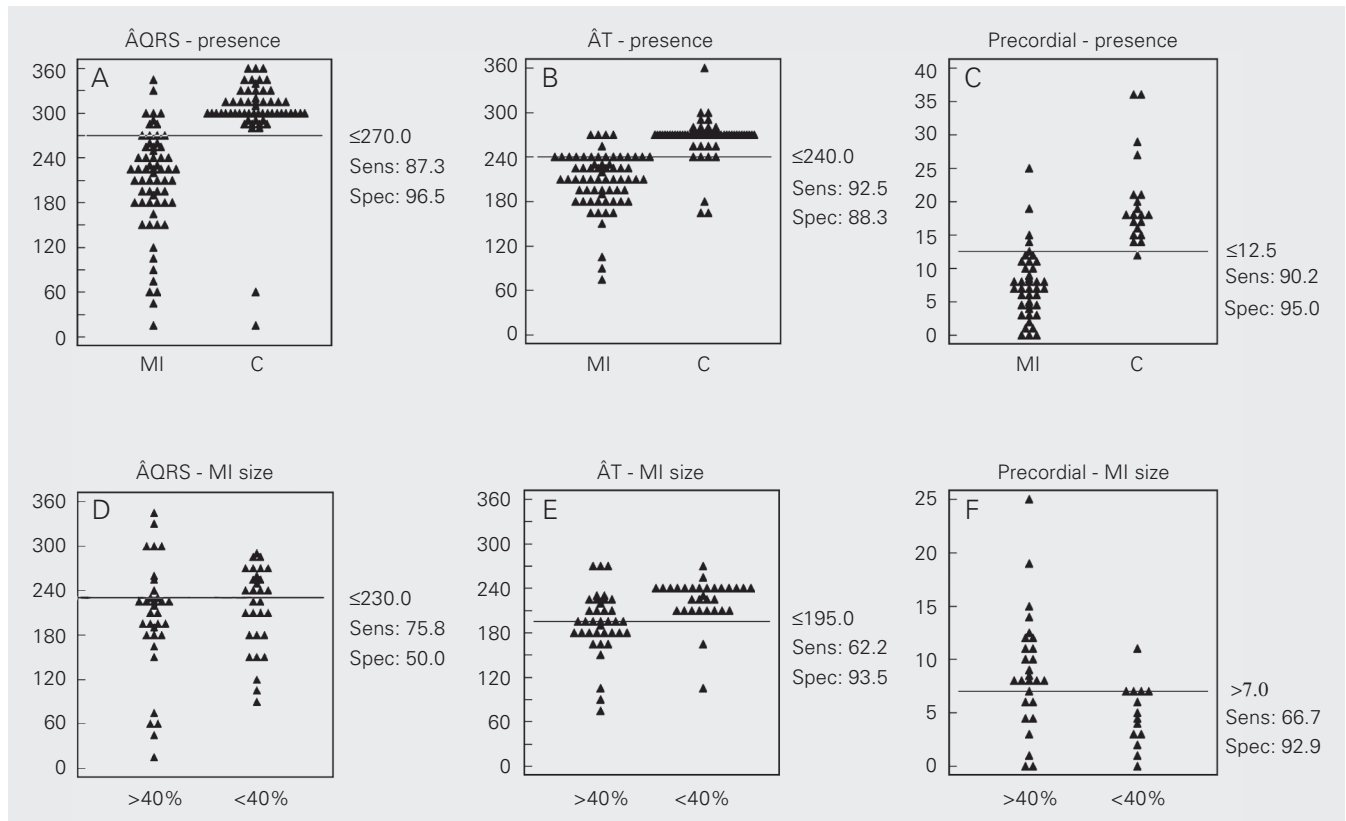 ÂQRS - presence
A
360
300
240
180
120
60
0
MI C
≤270.0
Sens: 87.3
Spec: 96.5
ÂT - presence
B
360
300
240
180
120
60
0
MI C
≤240.0
Sens: 92.5
Spec: 88.3
Precordial - presence
C
40
35
30
25
20
15
10
5
0
MI C
≤12.5
Sens: 90.2
Spec: 95.0
ÂQRS - MI size
D
360
300
240
180
120
60
0
>40% <40%
≤230.0
Sens: 75.8
Spec: 50.0
ÂT - MI size
E
360
300
240
180
120
60
0
>40% <40%
≤195.0
Sens: 62.2
Spec: 93.5
Precordial - MI size
F
25
20
15
10
5
0
>40% <40%
>7.0
Sens: 66.7
Spec: 92.9